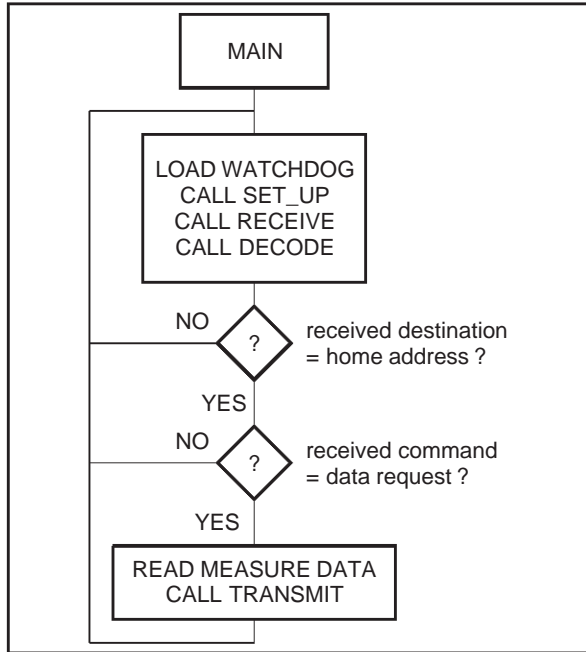 MAIN
LOAD WATCHDOG
CALL SET_UP
CALL RECEIVE
CALL DECODE
NO
?
received destination
= home address ?
YES
NO
?
received command
= data request ?
YES
READ MEASURE DATA
CALL TRANSMIT